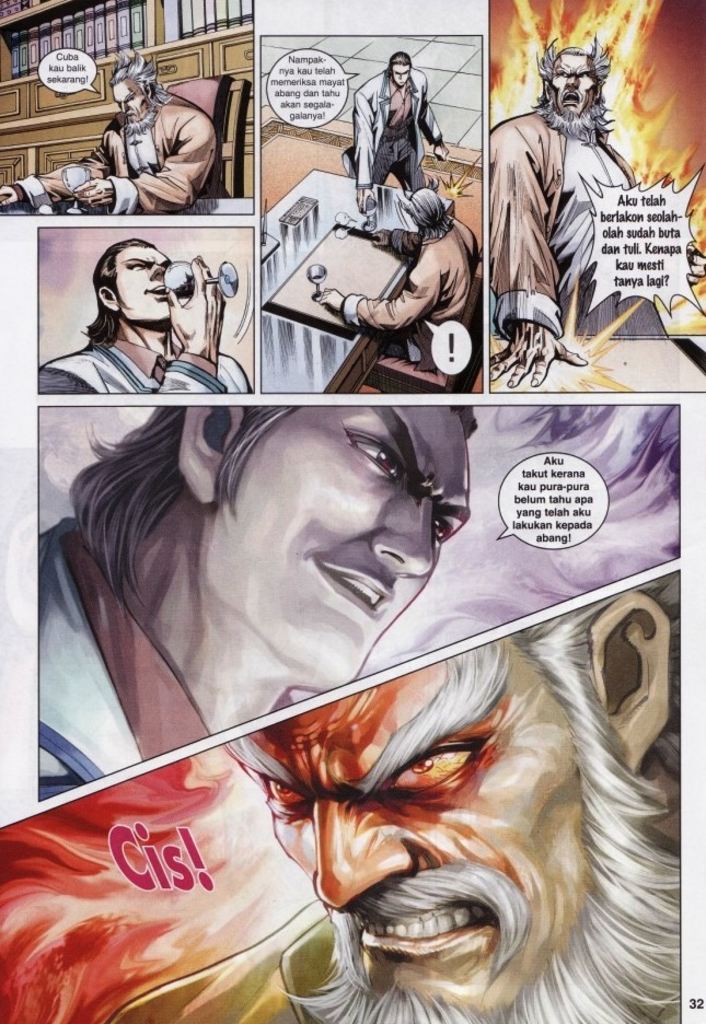 Cuba
kau balik
sekarang!
Nampak-
nya kau telah
memeriksa mayat
abang dan tahu
akan segala-
galanya!
!
Aku telah
berlakon seolah-
olah sudah buta
dan tuli. Kenapa
kau mesti
tanya lagi?
Aku
takut kerana
kau pura-pura
belum tahu apa
yang telah aku
lakukan kepada
abang!
Cis!
32